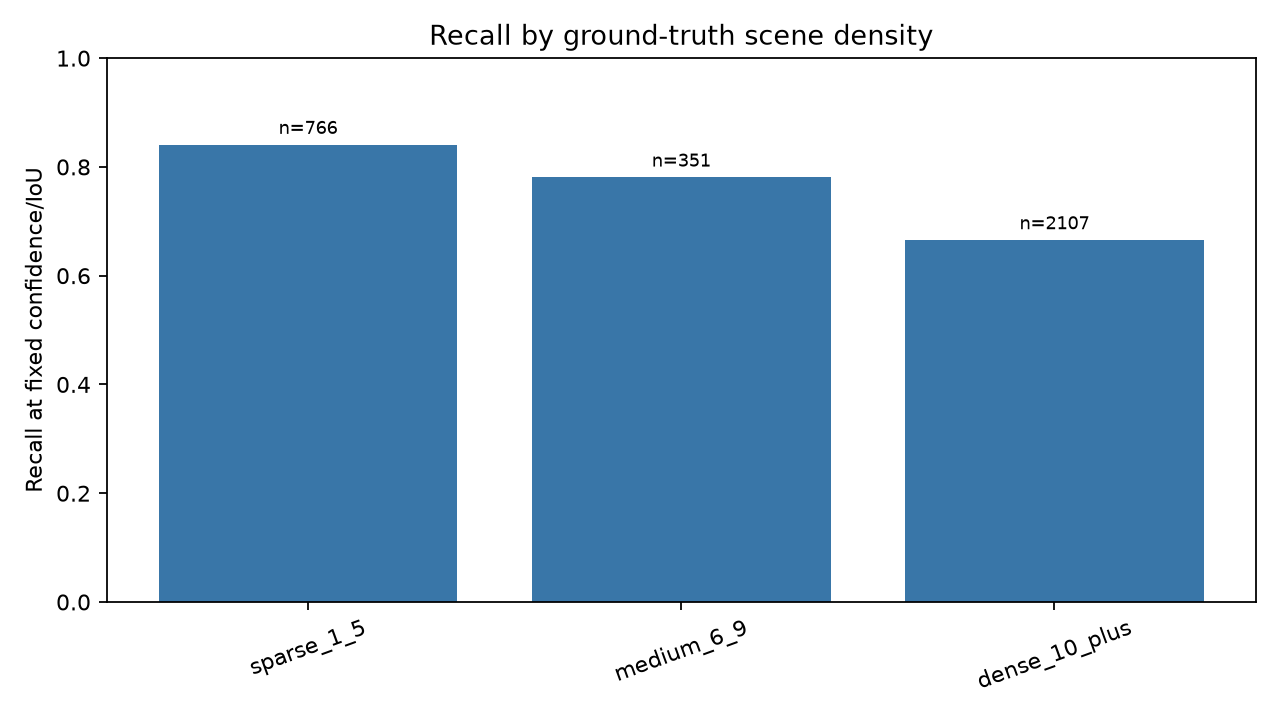 Recall by ground-truth scene density
Recall at fixed confidence/IoU
1.0
0.8
0.6
0.4
0.2
0.0
n=766
n=351
n=2107
sparse_1_5
medium_6_9
dense_10_plus